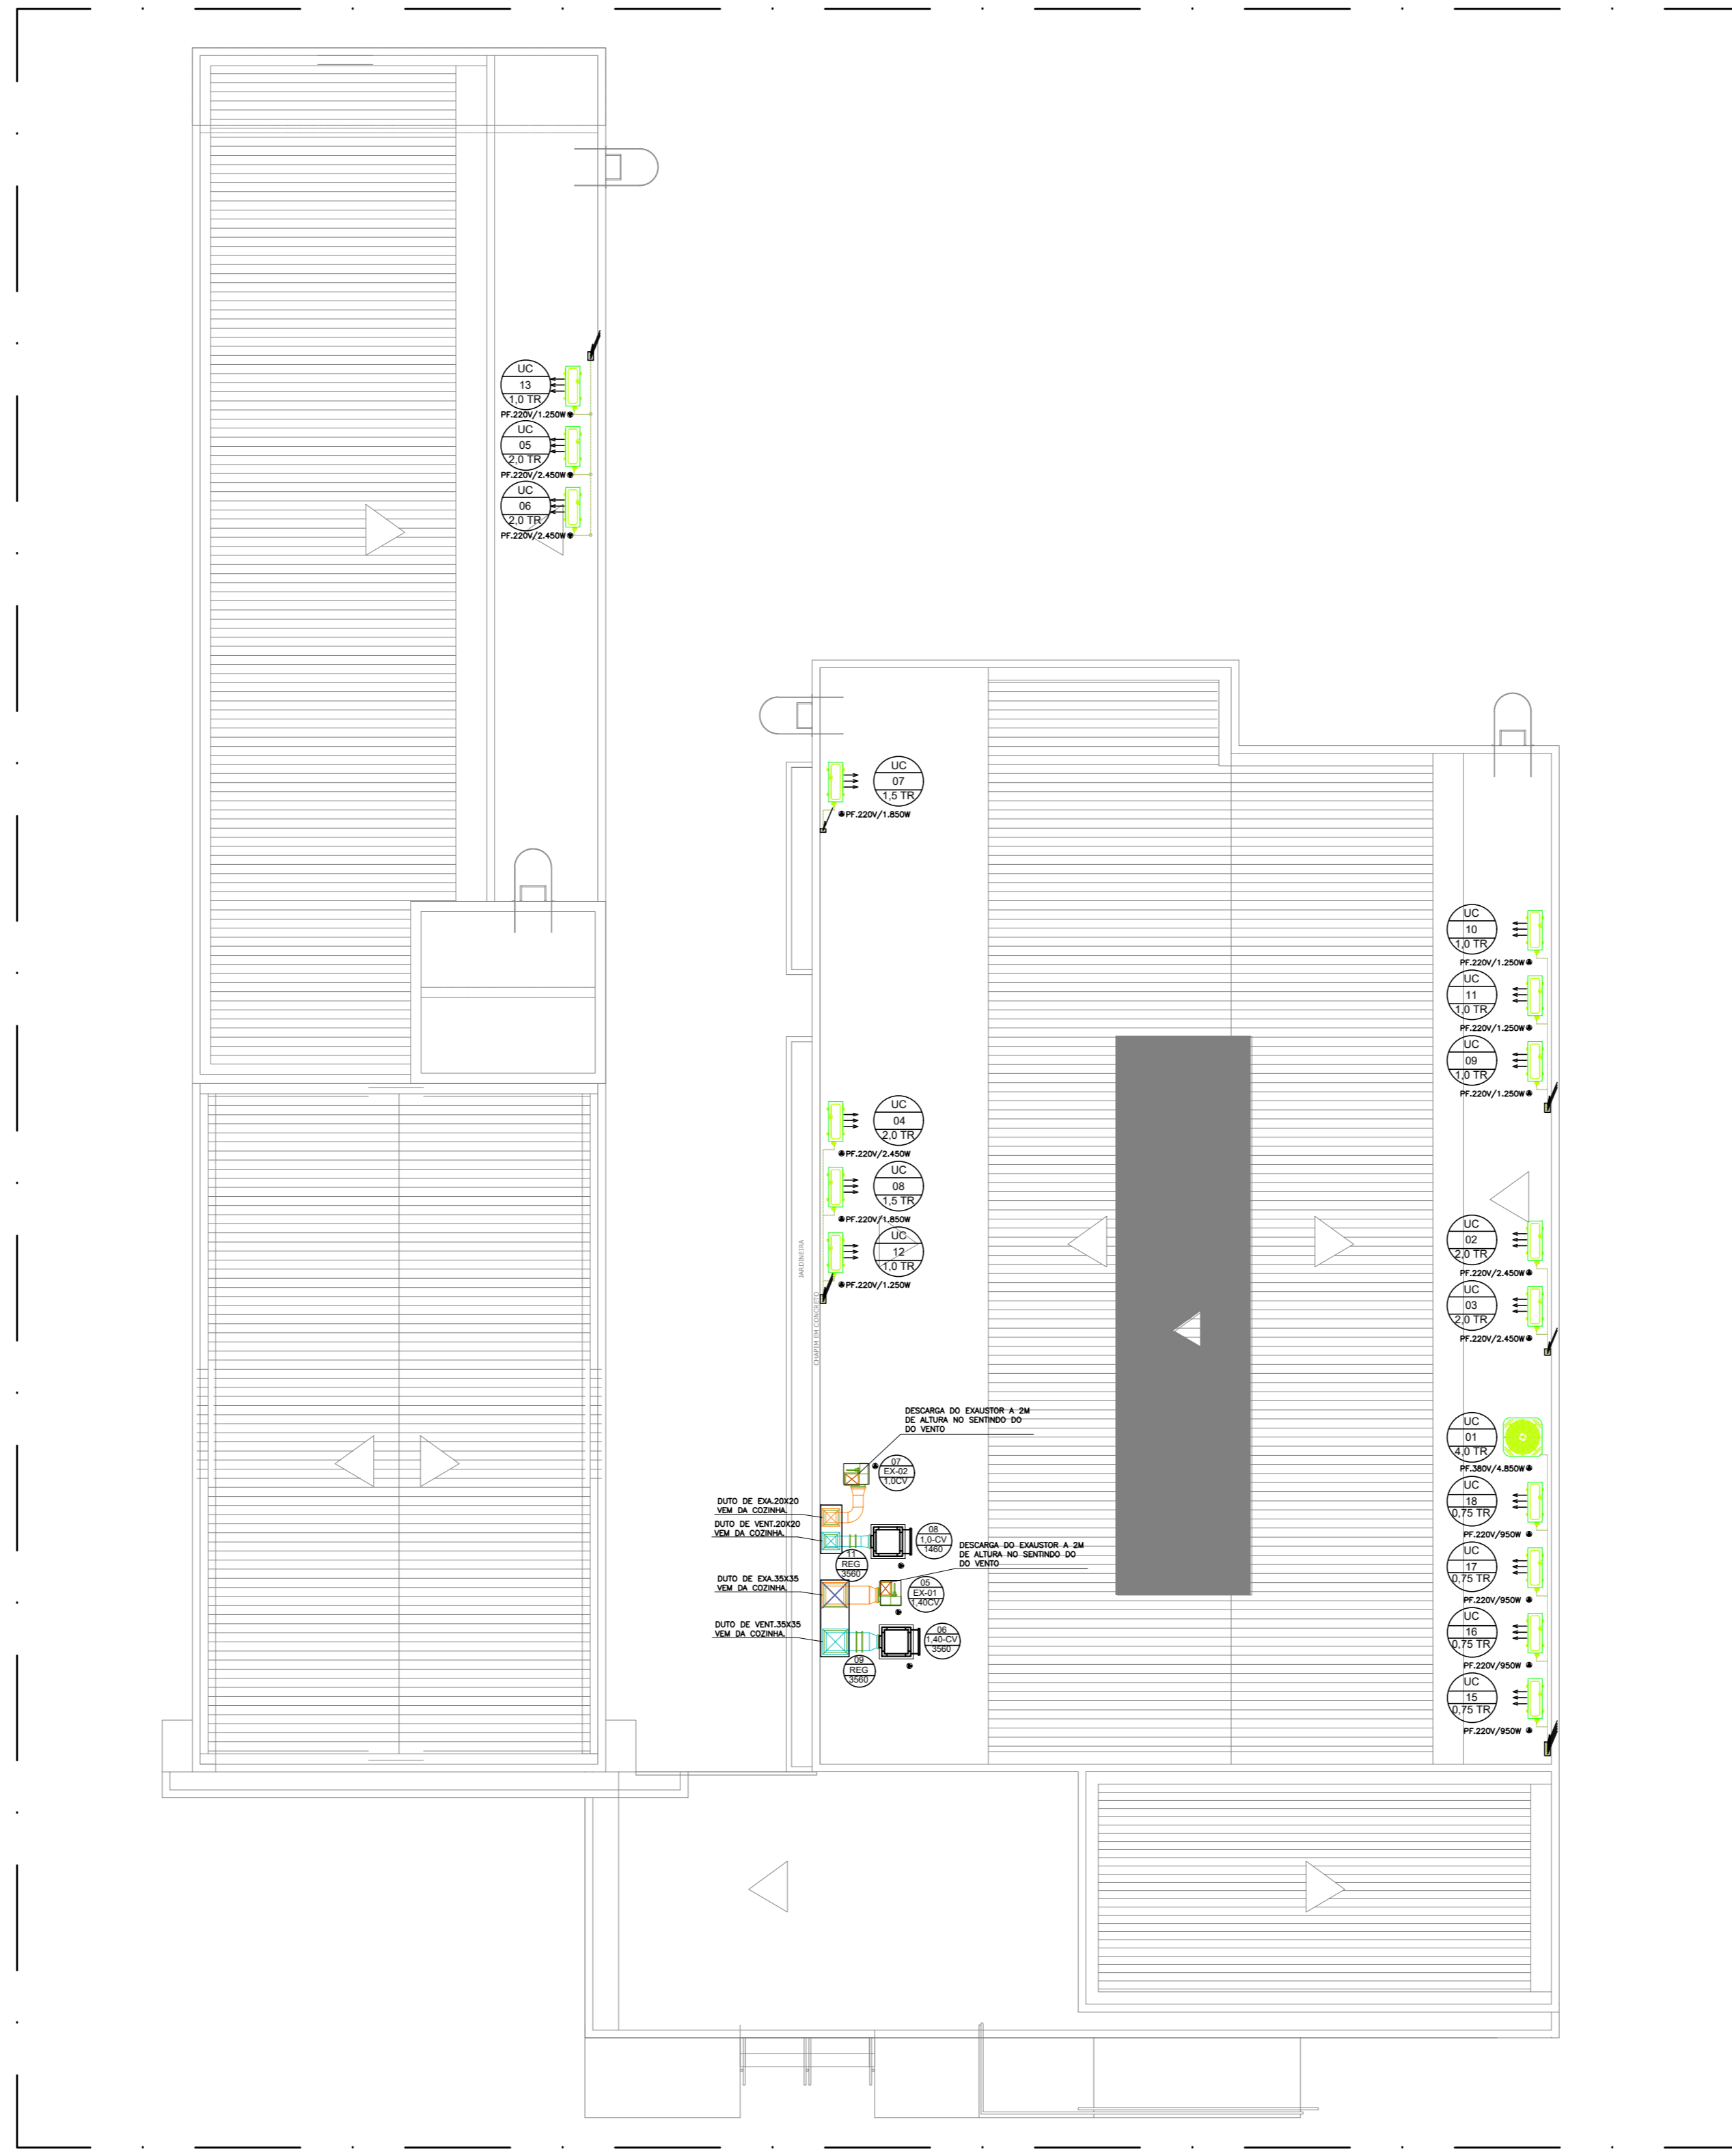 UC
13
1,0 TR
PF.220V/1.250W
UC
05
2,0 TR
PF.220V/2.450W
UC
06
2,0 TR
PF.220V/2.450W
UC
07
1,5 TR
PF.220V/1.850W
UC
10
1,0 TR
PF.220V/1.250W
UC
11
1,0 TR
PF.220V/1.250W
UC
09
1,0 TR
PF.220V/1.250W
UC
04
2,0 TR
PF.220V/2.450W
UC
08
1,5 TR
PF.220V/1.850W
UC
12
1,0 TR
PF.220V/1.250W
JARDINEIRA
CHAPIM EM CONCRETO
UC
02
2,0 TR
PF.220V/2.450W
UC
03
2,0 TR
PF.220V/2.450W
UC
01
4,0 TR
PF.380V/4.850W
UC
18
0,75 TR
PF.220V/950W
UC
17
0,75 TR
PF.220V/950W
UC
16
0,75 TR
PF.220V/950W
UC
15
0,75 TR
PF.220V/950W
DESCARGA DO EXAUSTOR A 2M
DE ALTURA NO SENTINDO DO
DO VENTO
07
EX-02
1,0CV
DUTO DE EXA.20X20
VEM DA COZINHA.
DUTO DE VENT.20X20
VEM DA COZINHA.
08
1,0-CV
1460
11
REG
3560
DESCARGA DO EXAUSTOR A 2M
DE ALTURA NO SENTINDO DO
DO VENTO
DUTO DE EXA.35X35
VEM DA COZINHA.
05
EX-01
1,40CV
DUTO DE VENT.35X35
VEM DA COZINHA.
06
1,40-CV
3560
09
REG
3560